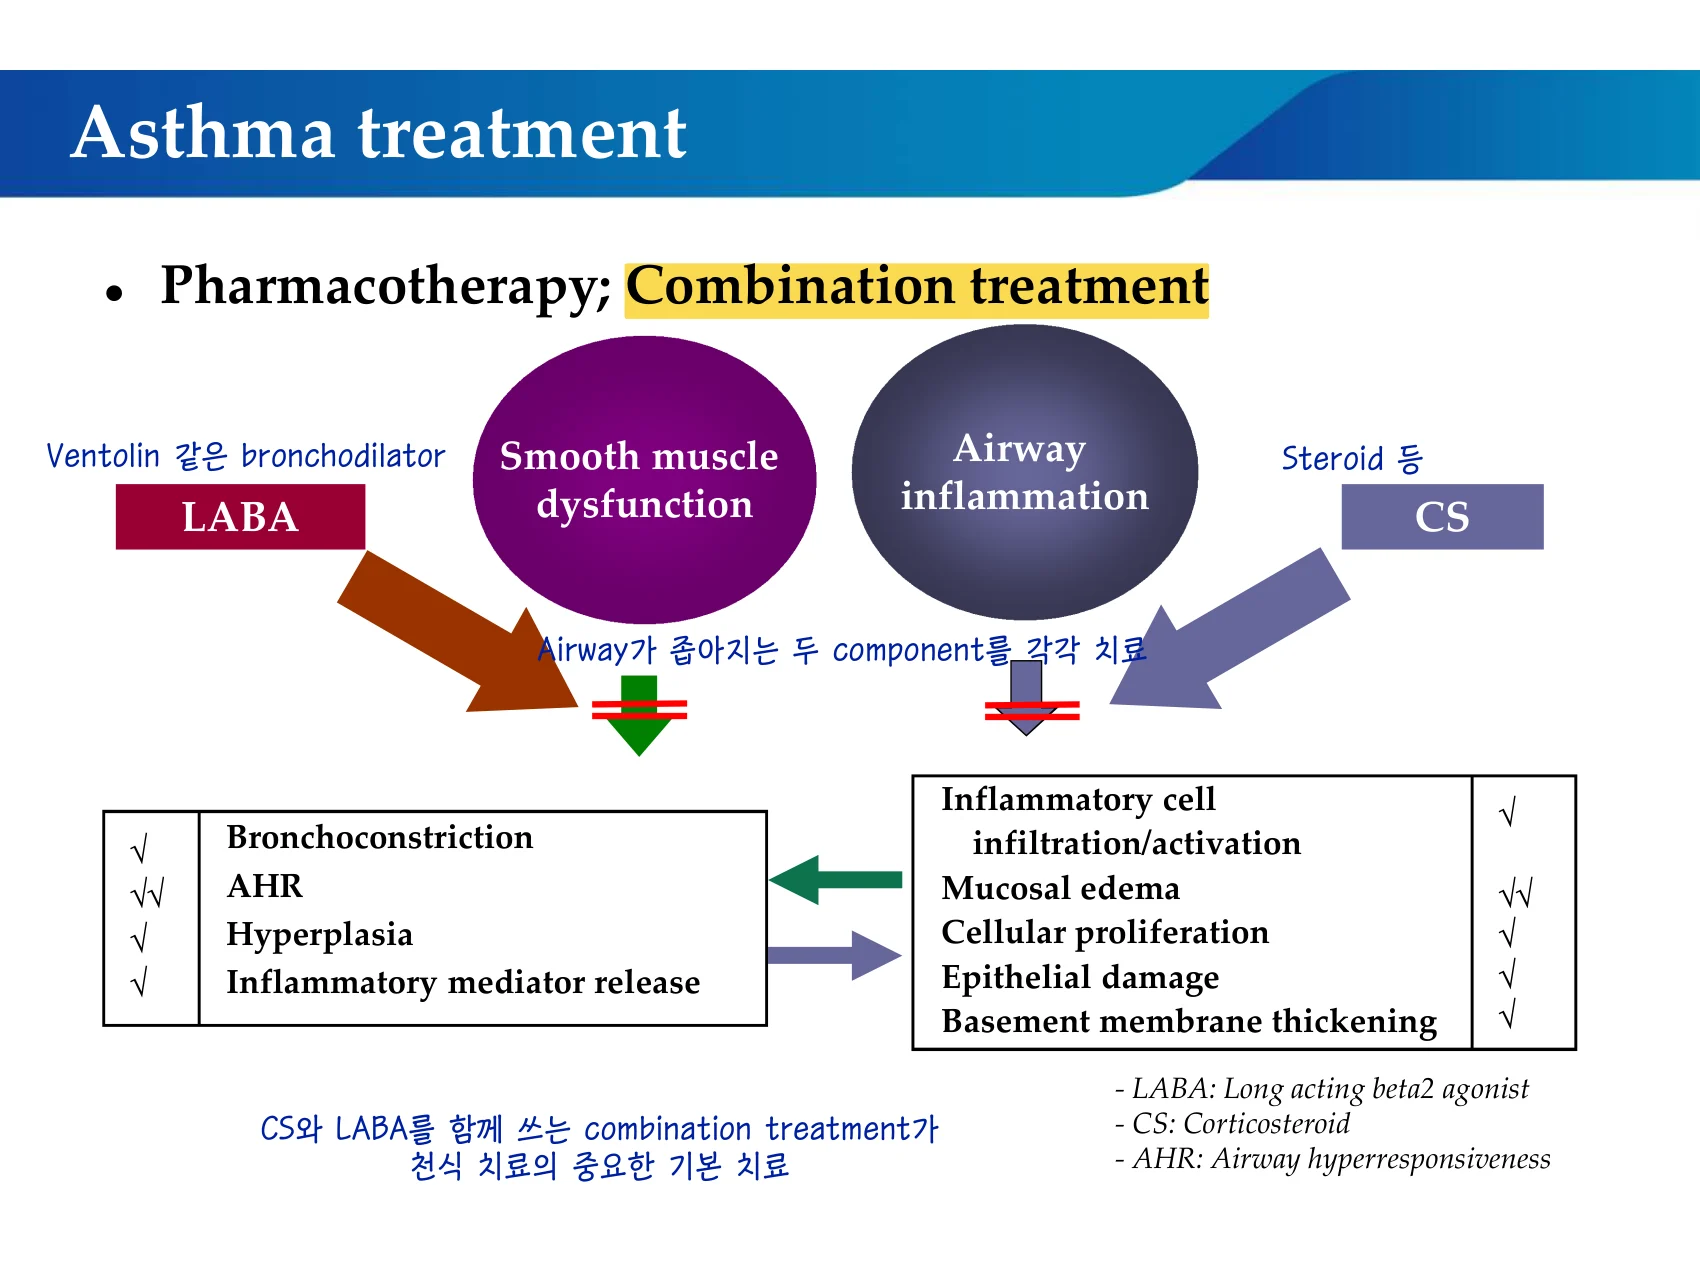 Asthma treatment
• Pharmacotherapy; Combination treatment
Ventolin 같은 bronchodilator
LABA
Smooth muscle
dysfunction
Airway
inflammation
Steroid 등
CS
Airway가 좁아지는 두 component를 각각 치료
√ Bronchoconstriction
√√ AHR
√ Hyperplasia
√ Inflammatory mediator release
Inflammatory cell
infiltration/activation √
Mucosal edema √√
Cellular proliferation √
Epithelial damage √
Basement membrane thickening √
- LABA: Long acting beta2 agonist
- CS: Corticosteroid
- AHR: Airway hyperresponsiveness
CS와 LABA를 함께 쓰는 combination treatment가
천식 치료의 중요한 기본 치료